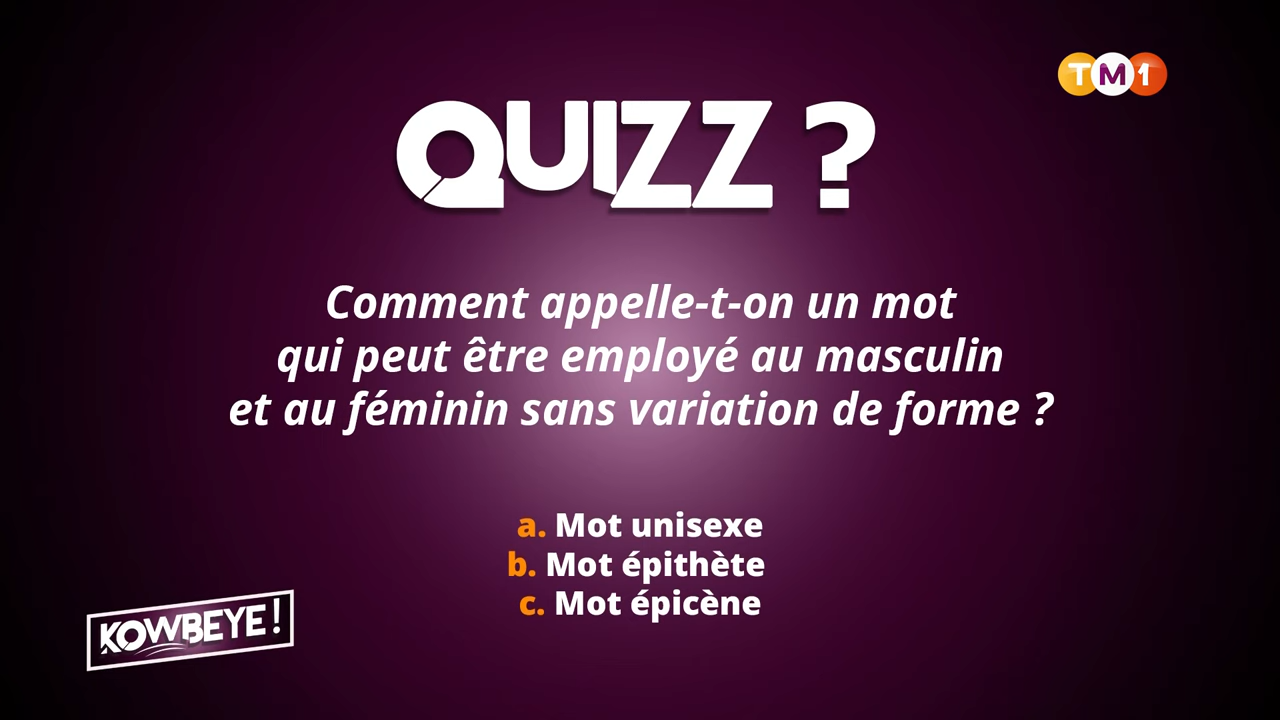 TM1
QUIZZ ?
Comment appelle-t-on un mot
qui peut être employé au masculin
et au féminin sans variation de forme ?
a. Mot unisexe
b. Mot épithète
c. Mot épicène
KOWBEYE !